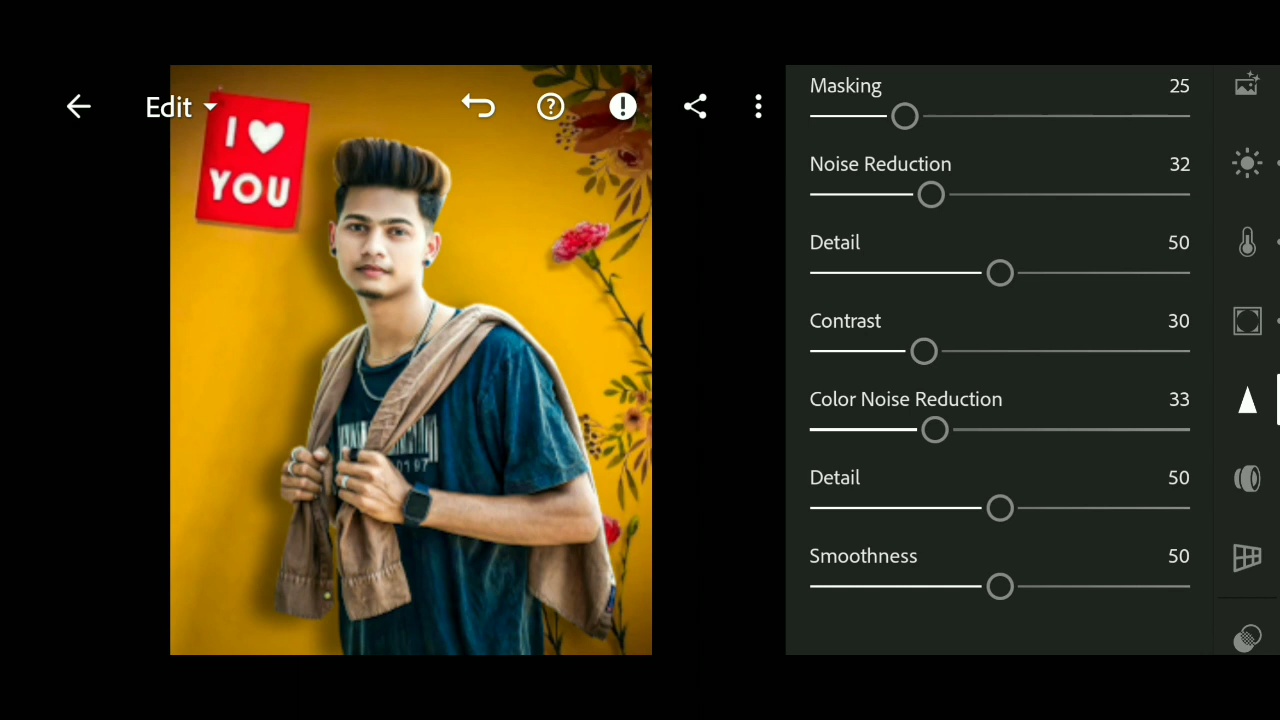 Edit
I
YOU
Masking 25
Noise Reduction 32
Detail 50
Contrast 30
Color Noise Reduction 33
Detail 50
Smoothness 50